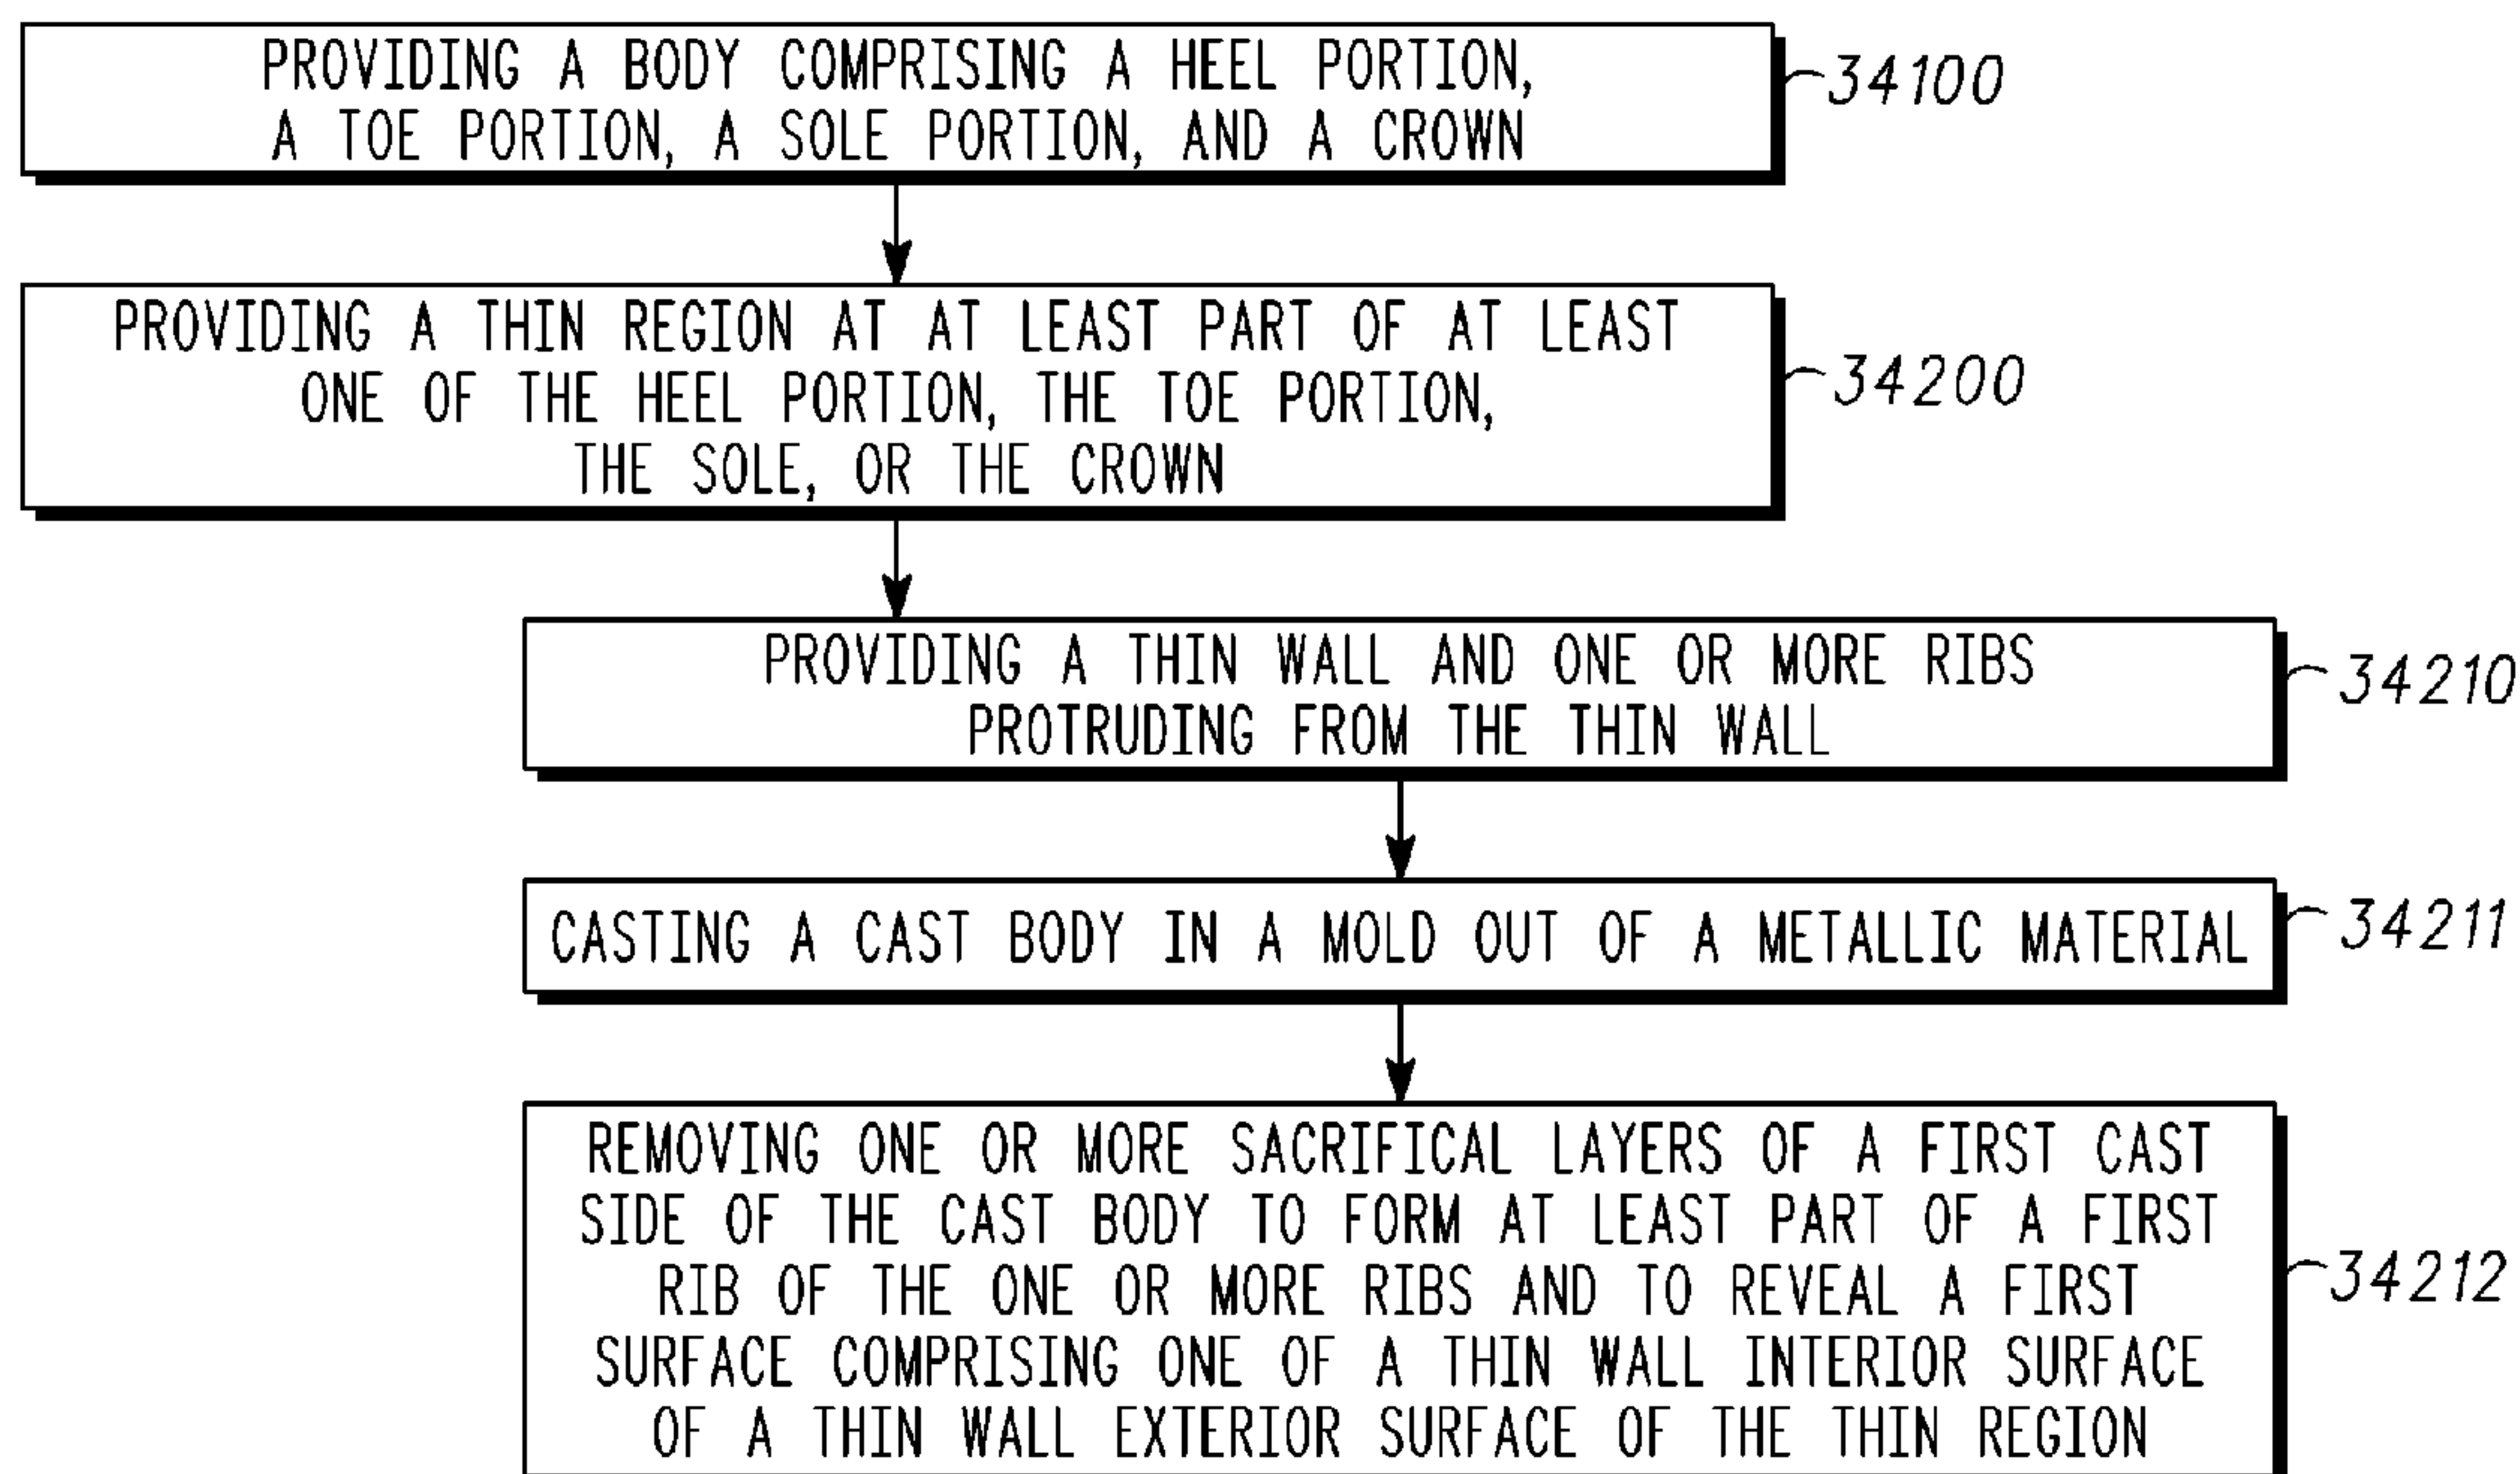 PROVIDING A BODY COMPRISING A HEEL PORTION,
A TOE PORTION, A SOLE PORTION, AND A CROWN
34100
PROVIDING A THIN REGION AT AT LEAST PART OF AT LEAST
ONE OF THE HEEL PORTION, THE TOE PORTION,
THE SOLE, OR THE CROWN
34200
PROVIDING A THIN WALL AND ONE OR MORE RIBS
PROTRUDING FROM THE THIN WALL
34210
CASTING A CAST BODY IN A MOLD OUT OF A METALLIC MATERIAL
34211
REMOVING ONE OR MORE SACRIFICAL LAYERS OF A FIRST CAST
SIDE OF THE CAST BODY TO FORM AT LEAST PART OF A FIRST
RIB OF THE ONE OR MORE RIBS AND TO REVEAL A FIRST
SURFACE COMPRISING ONE OF A THIN WALL INTERIOR SURFACE
OF A THIN WALL EXTERIOR SURFACE OF THE THIN REGION
34212